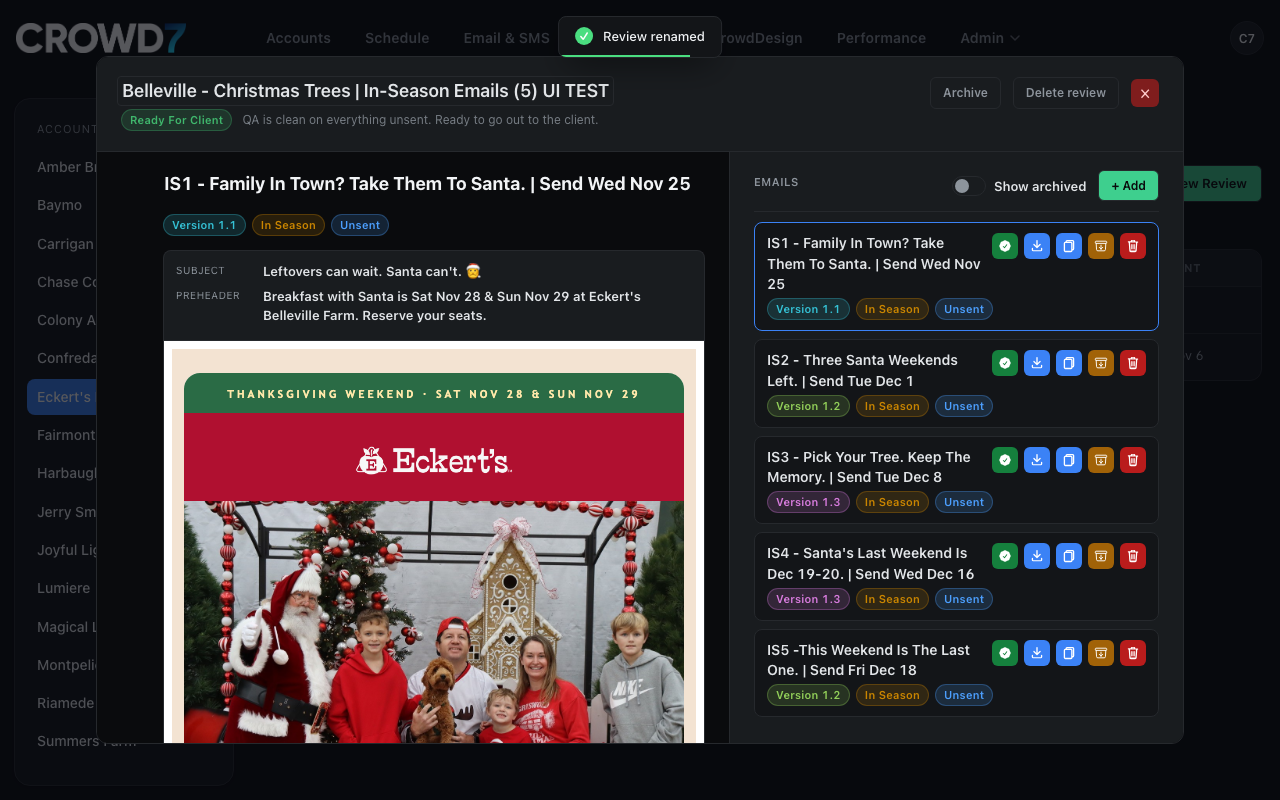 CROWD7
Accounts
Schedule
Email & SMS
Review renamed
rowdDesign
Performance
Admin
C7
Belleville - Christmas Trees | In-Season Emails (5) UI TEST
Archive
Delete review
Ready For Client
QA is clean on everything unsent. Ready to go out to the client.
ACCOUNT
Amber B
Baymo
Carrigan
Chase Co
Colony A
Confreda
Eckert's
Fairmont
Harbaugh
Jerry Sm
Joyful Lig
Lumiere
Magical L
Montpeli
Riamede
Summers Farm
ew Review
NT
v 6
IS1 - Family In Town? Take Them To Santa. | Send Wed Nov 25
Version 1.1
In Season
Unsent
SUBJECT
Leftovers can wait. Santa can't. 🎅
PREHEADER
Breakfast with Santa is Sat Nov 28 & Sun Nov 29 at Eckert's
Belleville Farm. Reserve your seats.
THANKSGIVING WEEKEND · SAT NOV 28 & SUN NOV 29
E Eckert's
NIKE
EMAILS
Show archived
+ Add
IS1 - Family In Town? Take
Them To Santa. | Send Wed Nov
25
Version 1.1
In Season
Unsent
IS2 - Three Santa Weekends
Left. | Send Tue Dec 1
Version 1.2
In Season
Unsent
IS3 - Pick Your Tree. Keep The
Memory. | Send Tue Dec 8
Version 1.3
In Season
Unsent
IS4 - Santa's Last Weekend Is
Dec 19-20. | Send Wed Dec 16
Version 1.3
In Season
Unsent
IS5 -This Weekend Is The Last
One. | Send Fri Dec 18
Version 1.2
In Season
Unsent